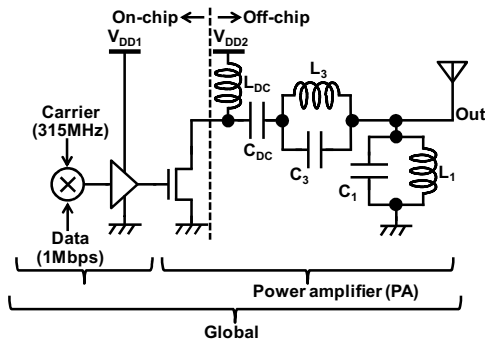 On-chip Off-chip
VDD1
VDD2
LDC
L3
Carrier
(315MHz)
Out
CDC
C3
C1
L1
Data
(1Mbps)
Power amplifier (PA)
Global